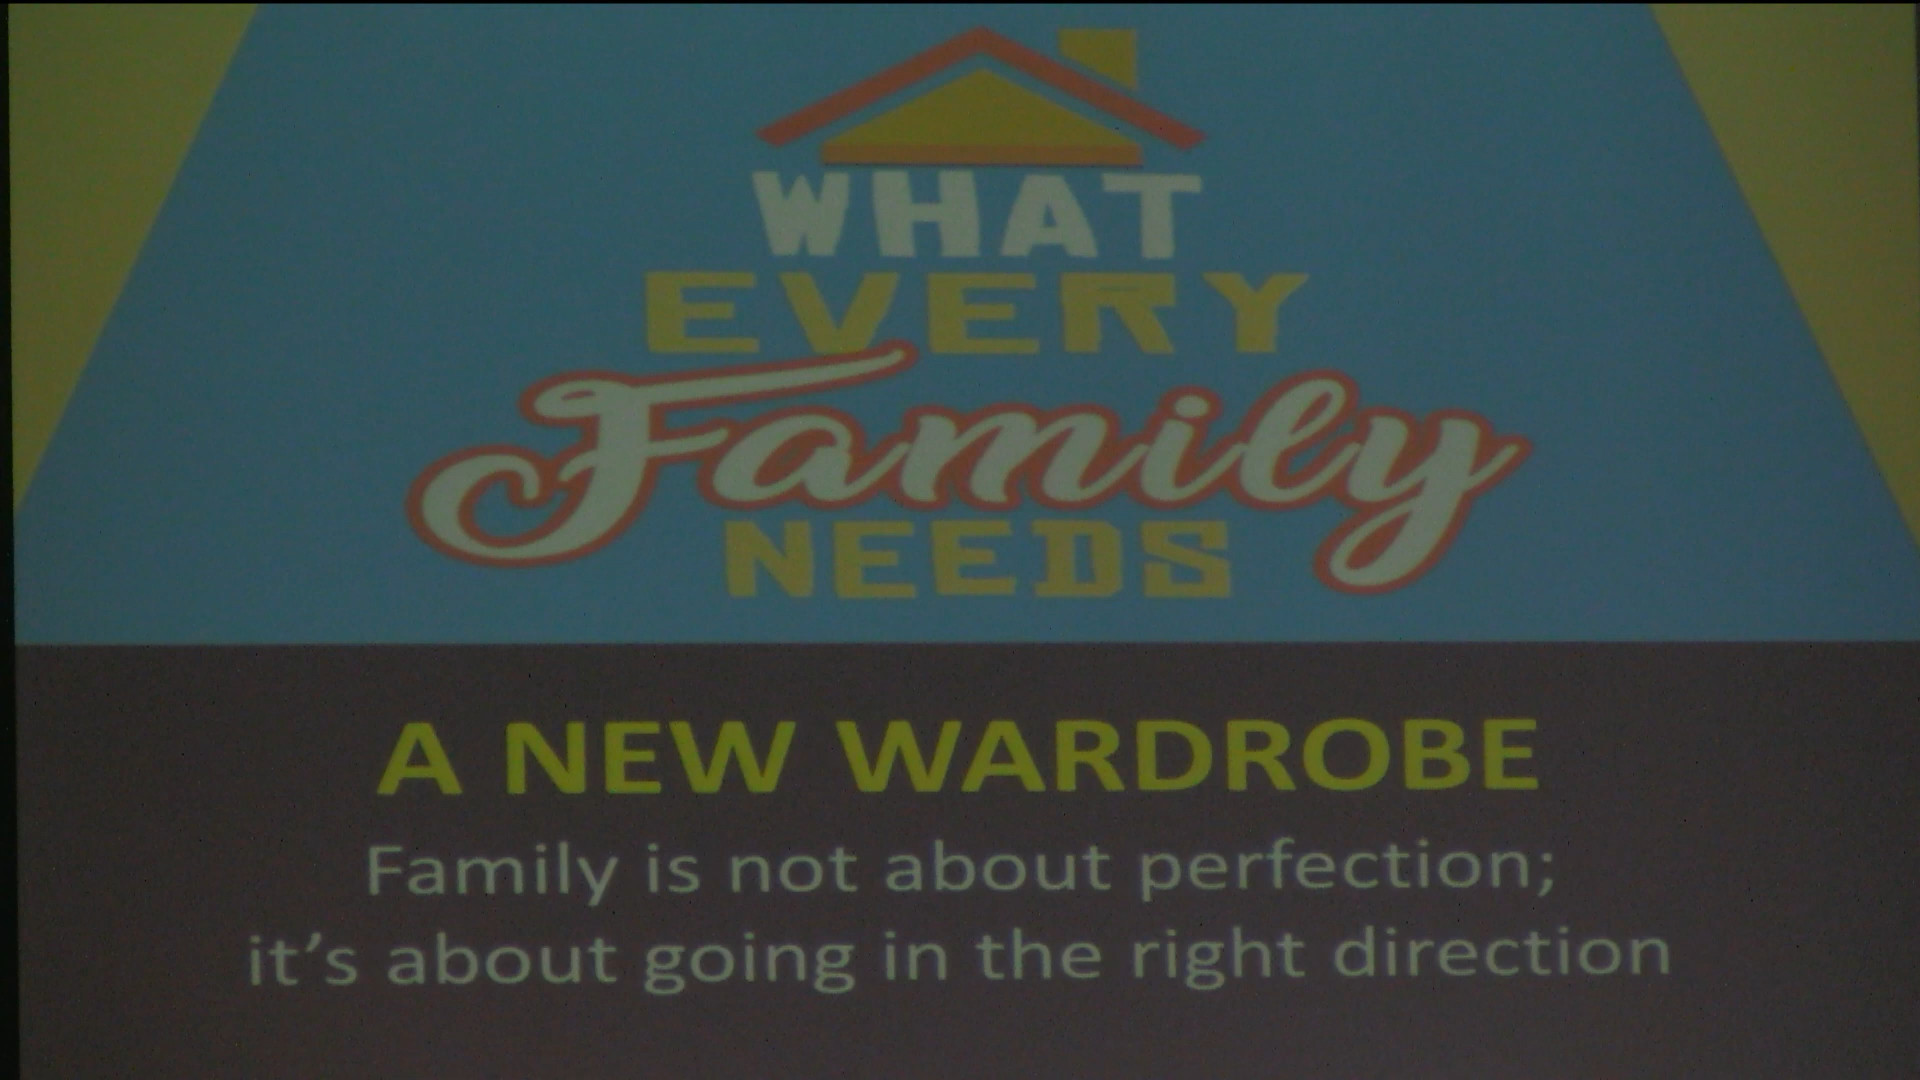 WHAT
EVERY
Family
NEEDS
A NEW WARDROBE
Family is not about perfection;
it’s about going in the right direction